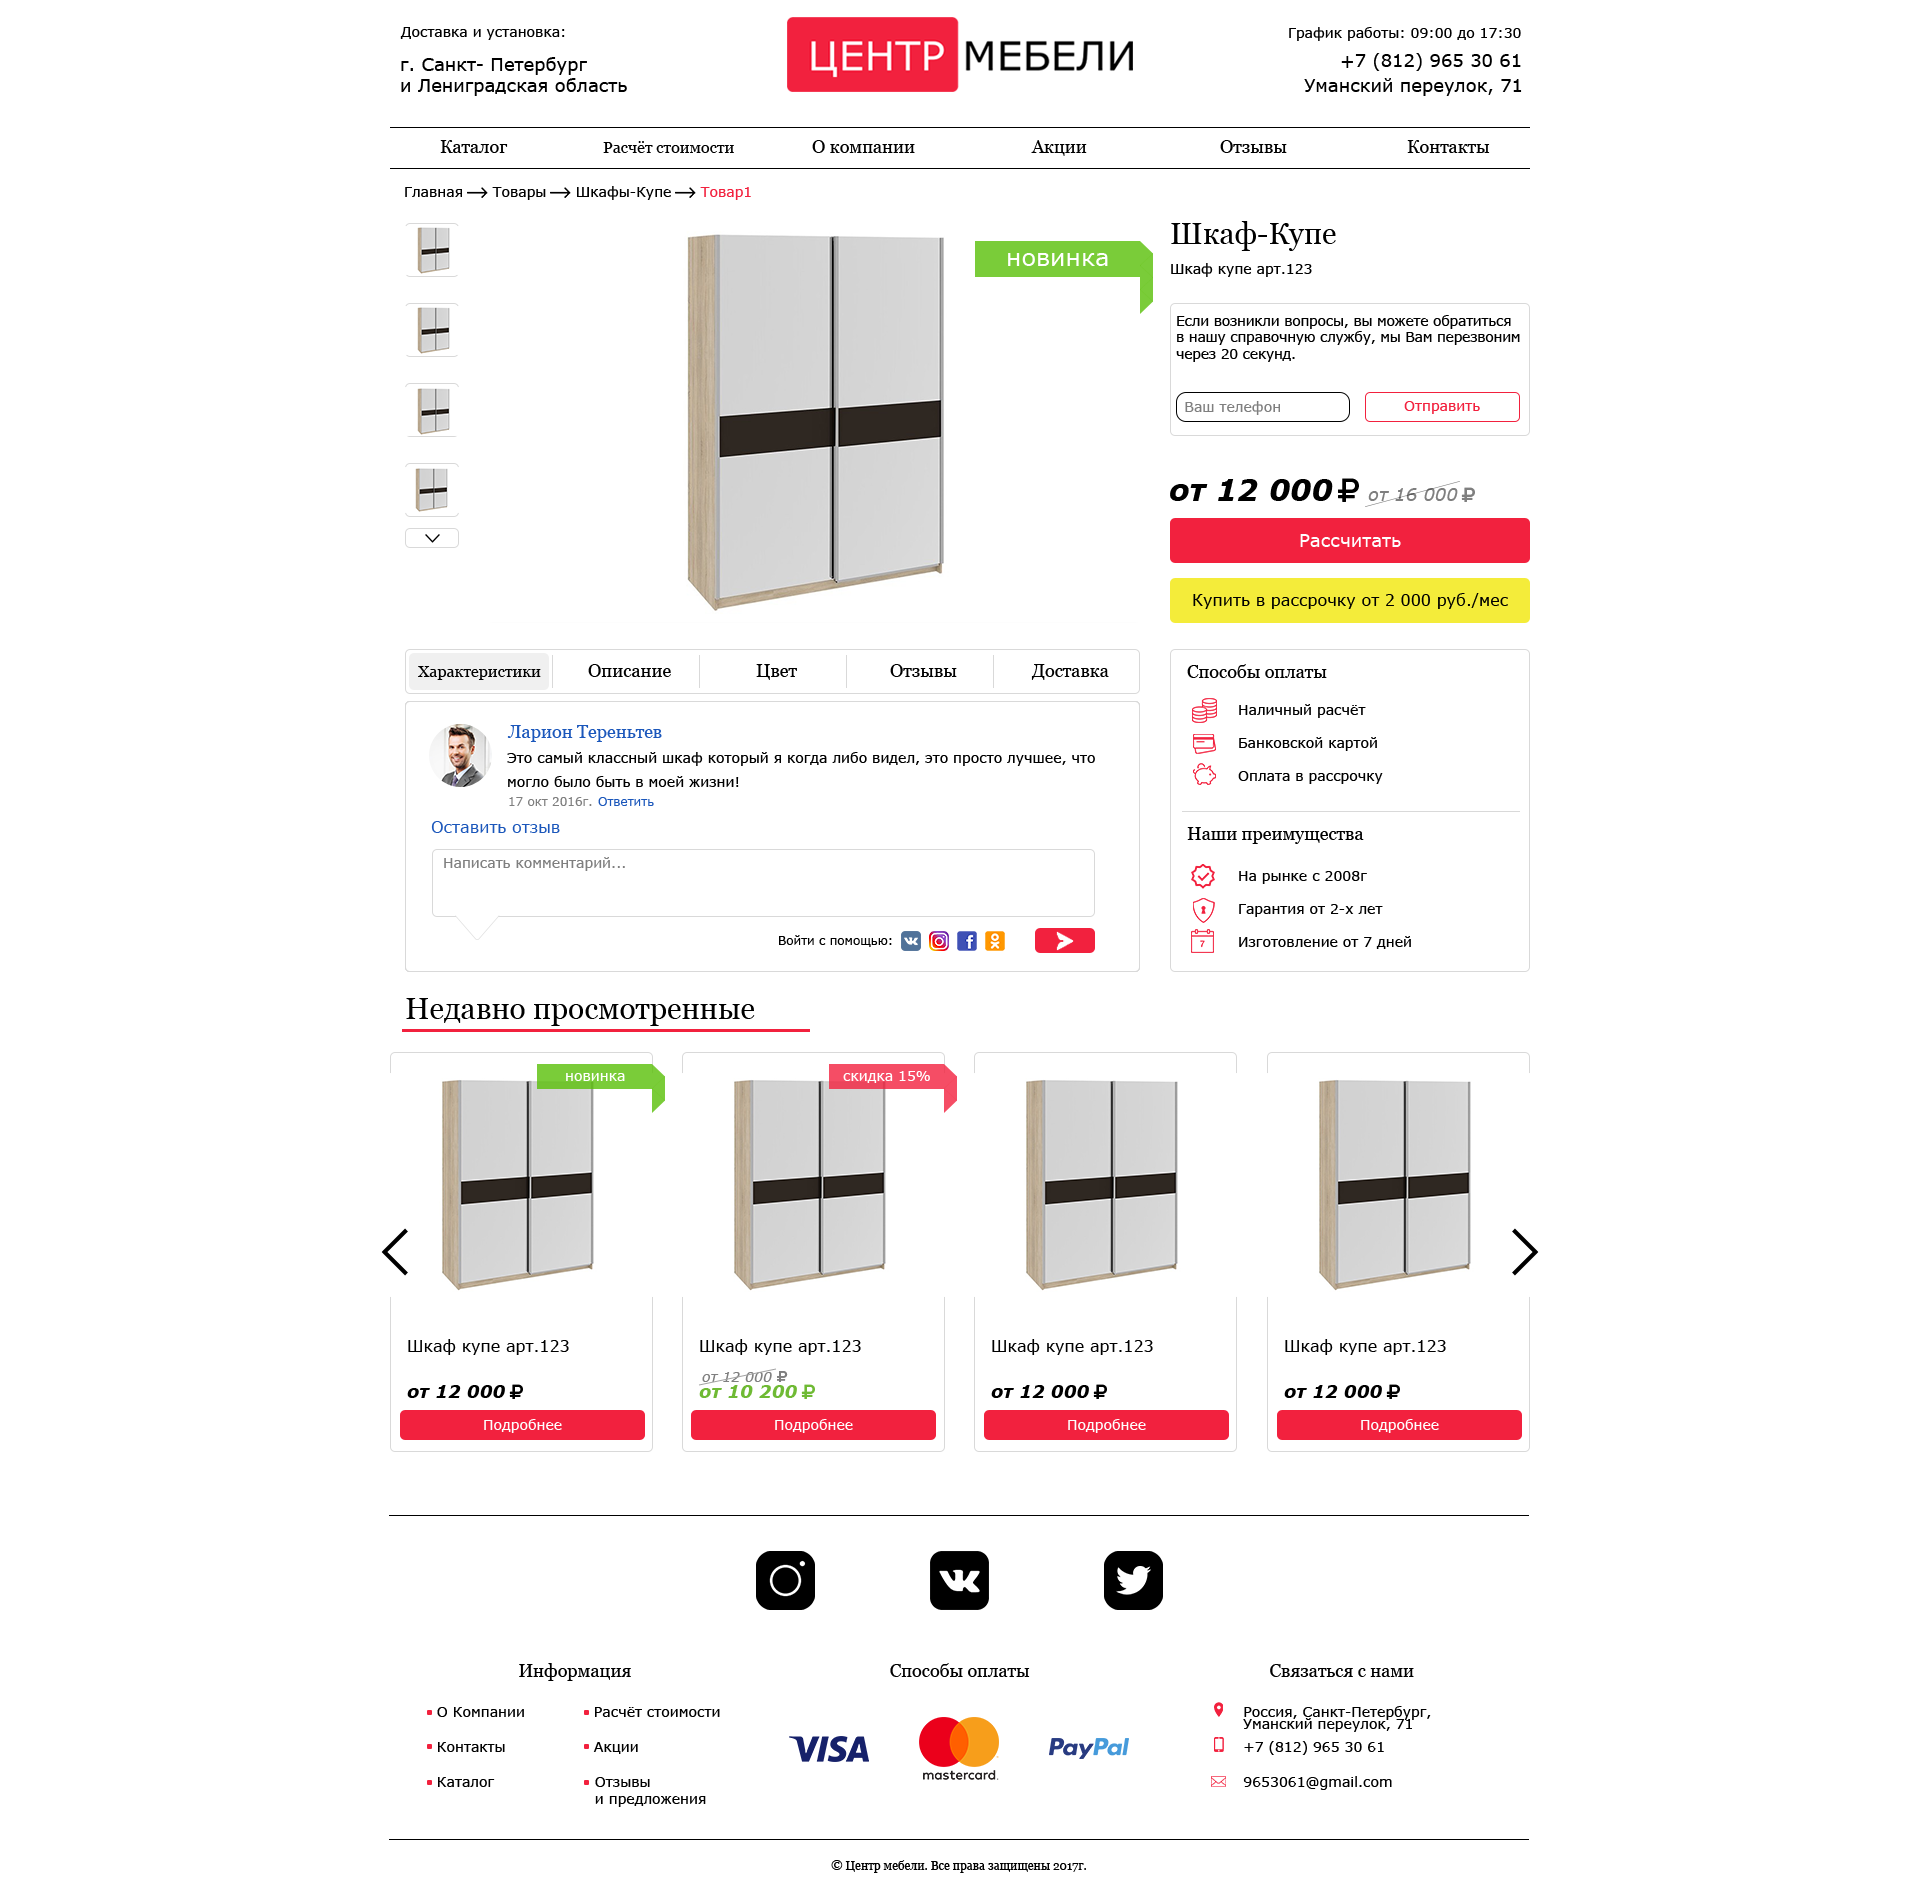 Доставка и установка:
г. Санкт- Петербург
и Лениградская область
ЦЕНТР МЕБЕЛИ
График работы: 09:00 до 17:30
+7 (812) 965 30 61
Уманский переулок, 71
Каталог
Расчёт стоимости
О компании
Акции
Отзывы
Контакты
Главная → Товары → Шкафы-Купе → Товар1
новинка
Шкаф-Купе
Шкаф купе арт.123
Если возникли вопросы, вы можете обратиться
в нашу справочную службу, мы Вам перезвоним
через 20 секунд.
Ваш телефон
Отправить
от 12 000 ₽ от 16 000 ₽
Рассчитать
Купить в рассрочку от 2 000 руб./мес
Характеристики
Описание
Цвет
Отзывы
Доставка
Ларион Тереньтев
Это самый классный шкаф который я когда либо видел, это просто лучшее, что
могло было быть в моей жизни!
17 окт 2016г. Ответить
Оставить отзыв
Написать комментарий...
Войти с помощью:
Способы оплаты
Наличный расчёт
Банковской картой
Оплата в рассрочку
Наши преимущества
На рынке с 2008г
Гарантия от 2-х лет
7
Изготовление от 7 дней
Недавно просмотренные
новинка
Шкаф купе арт.123
от 12 000 ₽
Подробнее
скидка 15%
Шкаф купе арт.123
от 12 000 ₽
от 10 200 ₽
Подробнее
Шкаф купе арт.123
от 12 000 ₽
Подробнее
Шкаф купе арт.123
от 12 000 ₽
Подробнее
Информация
О Компании
Контакты
Каталог
Расчёт стоимости
Акции
Отзывы
и предложения
Способы оплаты
VISA
mastercard.
PayPal
Связаться с нами
Россия, Санкт-Петербург,
Уманский переулок, 71
+7 (812) 965 30 61
9653061@gmail.com
© Центр мебели. Все права защищены 2017г.